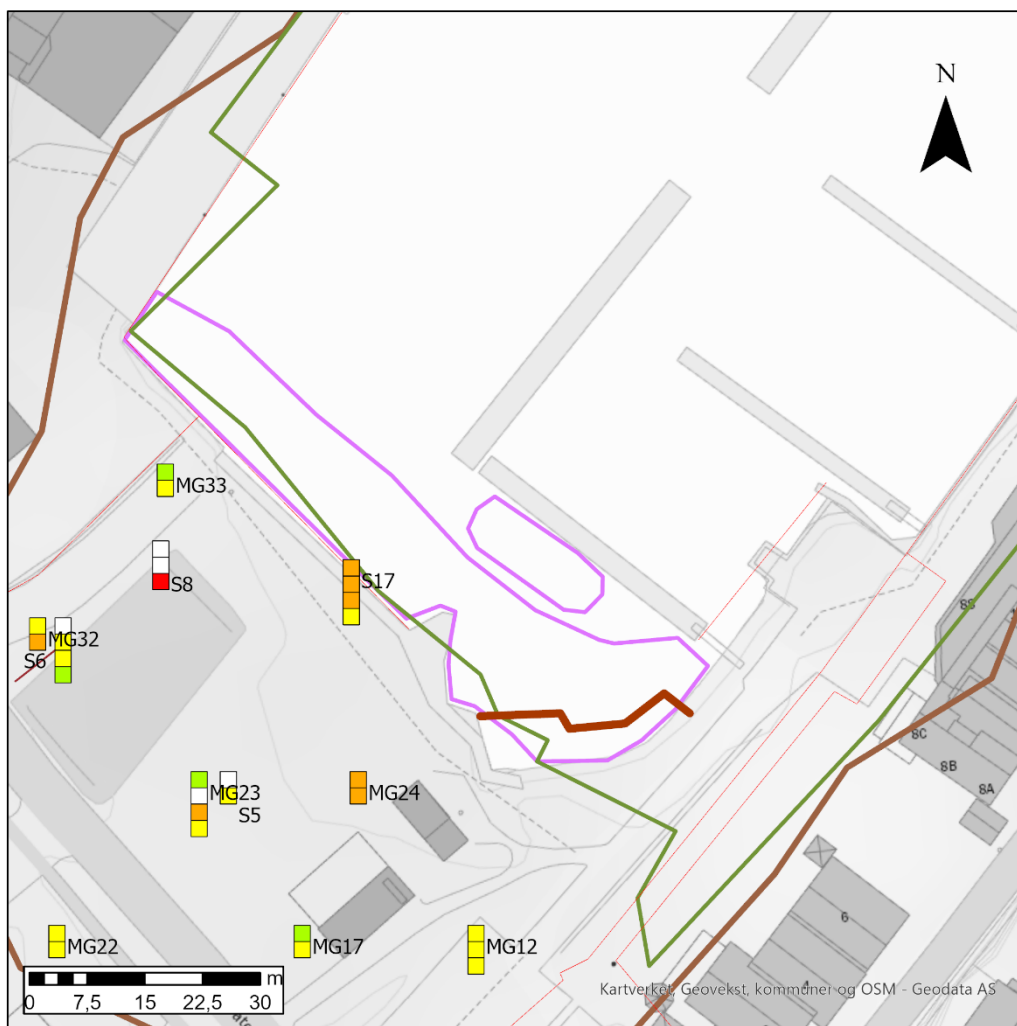 N
MG33
S17
S8
MG32
S6
8C
8B
8A
MG23
MG24
S5
6
MG22
MG17
MG12
m
0 7,5 15 22,5 30
Kartverket, Geovekst, kommuner og OSM - Geodata AS